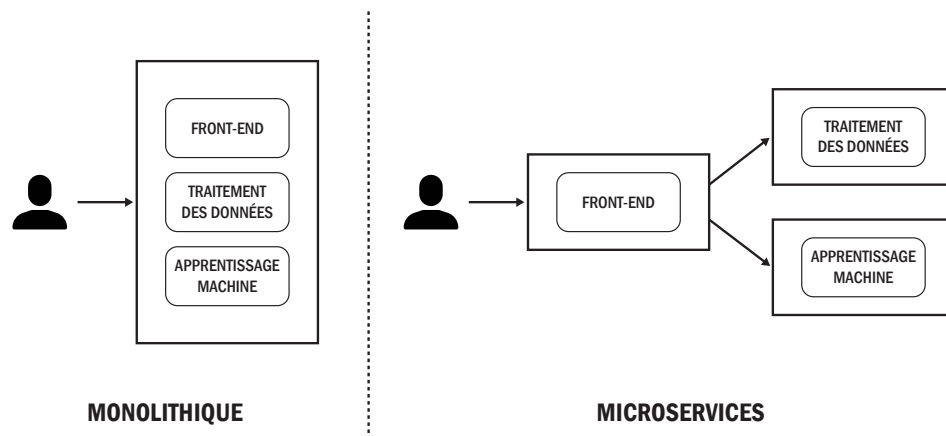 FRONT-END
TRAITEMENT
DES DONNÉES
APPRENTISSAGE
MACHINE
MONOLITHIQUE
FRONT-END
TRAITEMENT
DES DONNÉES
APPRENTISSAGE
MACHINE
MICROSERVICES